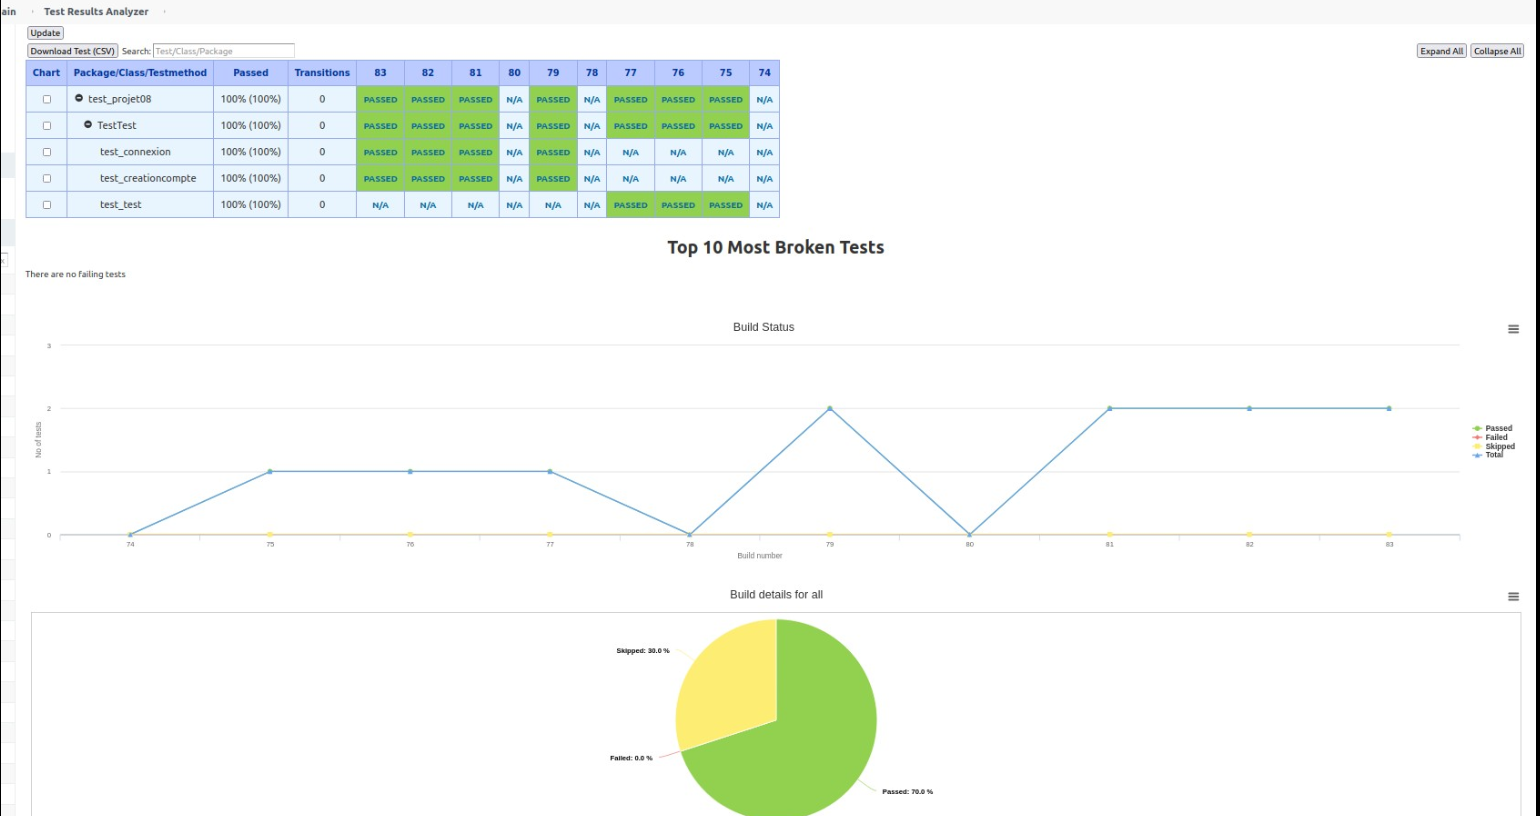 ain › Test Results Analyzer ›
Update
Download Test (CSV) Search: Test/Class/Package Expand All Collapse All
Chart Package/Class/Testmethod Passed Transitions 83 82 81 80 79 78 77 76 75 74
test_projet08 100% (100%) 0 PASSED PASSED PASSED N/A PASSED N/A PASSED PASSED PASSED N/A
TestTest 100% (100%) 0 PASSED PASSED PASSED N/A PASSED N/A PASSED PASSED PASSED N/A
test_connexion 100% (100%) 0 PASSED PASSED PASSED N/A PASSED N/A N/A N/A N/A N/A
test_creationcompte 100% (100%) 0 PASSED PASSED PASSED N/A PASSED N/A N/A N/A N/A N/A
test_test 100% (100%) 0 N/A N/A N/A N/A N/A N/A PASSED PASSED PASSED N/A
Top 10 Most Broken Tests
There are no failing tests
Build Status
3
2
1
0
No of tests
74 75 76 77 78 79 80 81 82 83
Build number
Passed
Failed
Skipped
Total
Build details for all
Skipped: 30.0 %
Failed: 0.0 %
Passed: 70.0 %